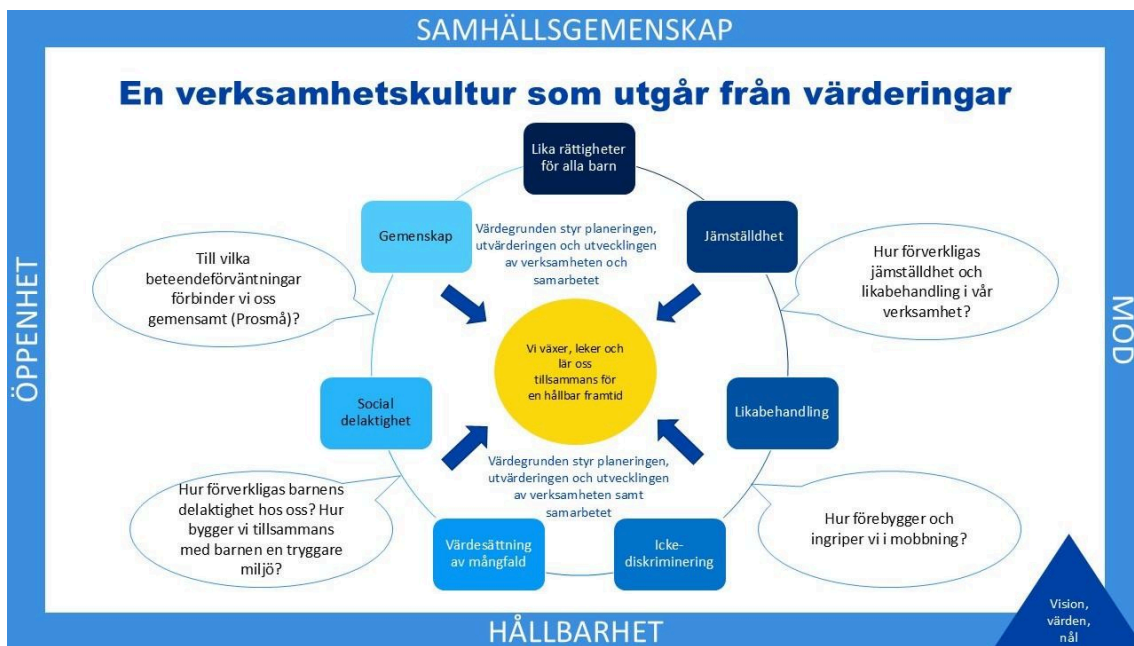 SAMHÄLLSGEMENSKAP
En verksamhetskultur som utgår från värderingar
Lika rättigheter
för alla barn
Gemenskap
Värdegrunden styr planeringen,
utvärderingen och utvecklingen
av verksamheten och
samarbetet
Jämställdhet
Till vilka
beteendeförväntningar
förbinder vi oss
gemensamt (Prosmå)?
Hur förverkligas
jämställdhet och
likabehandling i vår
verksamhet?
ÖPPENHET
MOD
Vi växer, leker och
lär oss
tillsammans för
en hållbar framtid
Social
delaktighet
Likabehandling
Värdegrunden styr planeringen,
utvärderingen och utvecklingen
av verksamheten samt
samarbetet
Hur förverkligas barnens
delaktighet hos oss? Hur
bygger vi tillsammans
med barnen en tryggare
miljö?
Hur förebygger och
ingriper vi i mobbning?
Värdesättning
av mångfald
Icke-
diskriminering
Vision,
värden,
nål
HÅLLBARHET